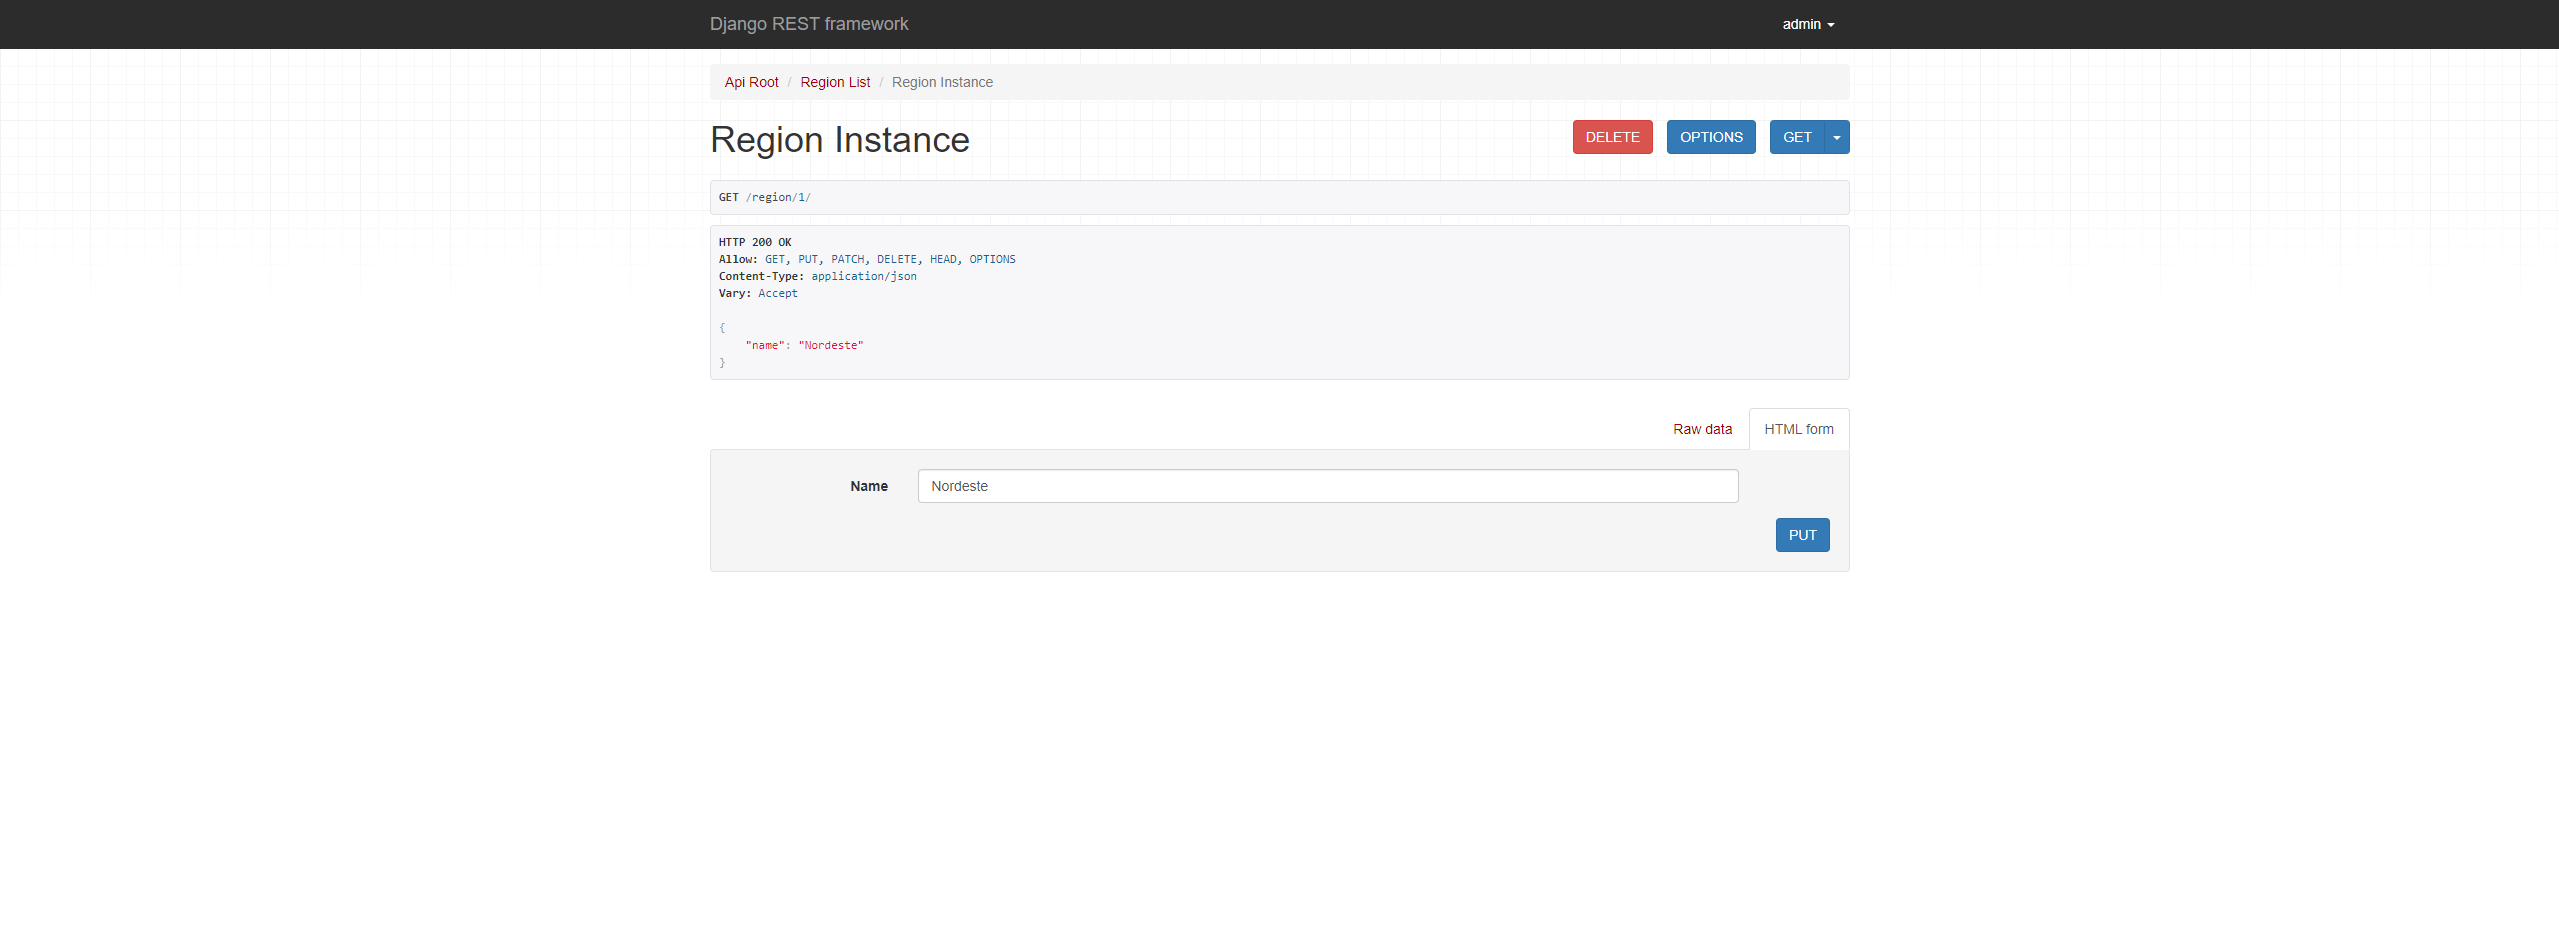 Django REST framework
admin
Api Root / Region List / Region Instance
Region Instance
DELETE
OPTIONS
GET
GET /region/1/
HTTP 200 OK
Allow: GET, PUT, PATCH, DELETE, HEAD, OPTIONS
Content-Type: application/json
Vary: Accept
{
"name": "Nordeste"
}
Raw data
HTML form
Name
Nordeste
PUT